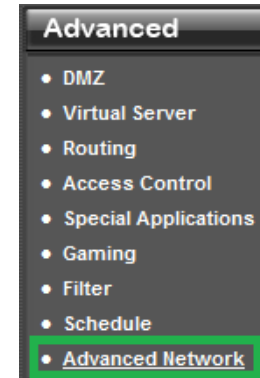 Advanced
• DMZ
• Virtual Server
• Routing
• Access Control
• Special Applications
• Gaming
• Filter
• Schedule
• Advanced Network